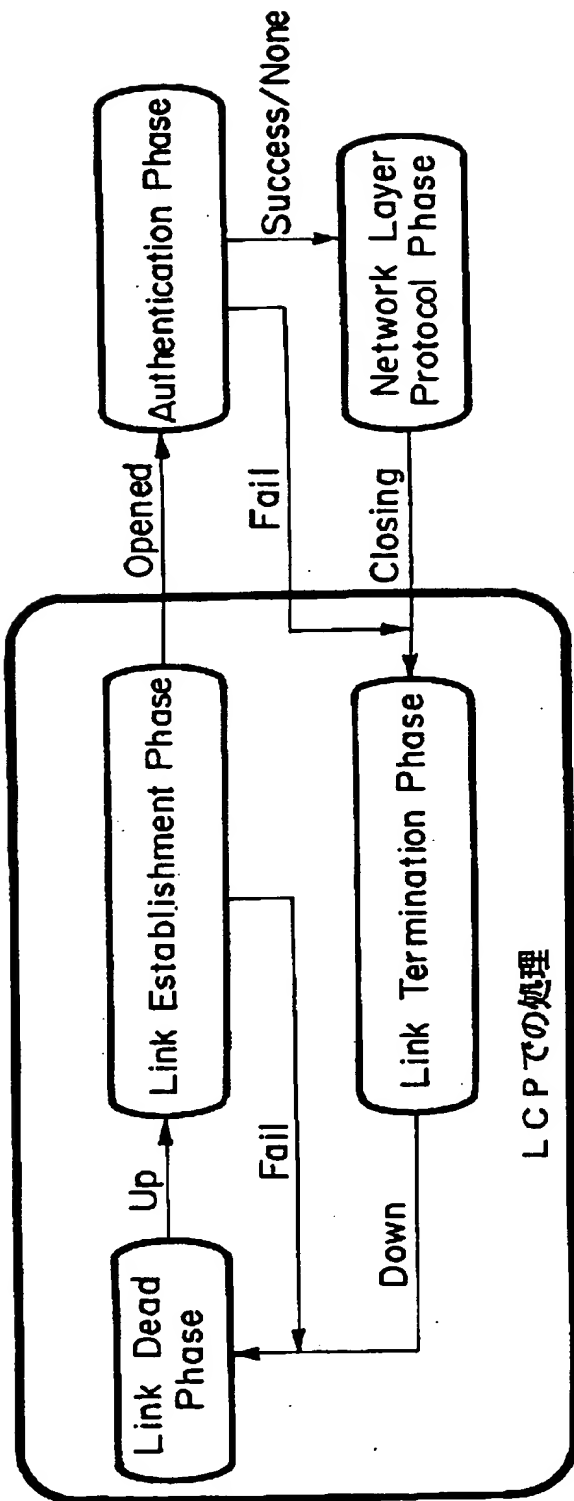 Link Dead
Phase
Up
Link Establishment Phase
Opened
Authentication Phase
Fail
Fail
Success/None
Down
Link Termination Phase
Closing
Network Layer
Protocol Phase
LCPでの処理